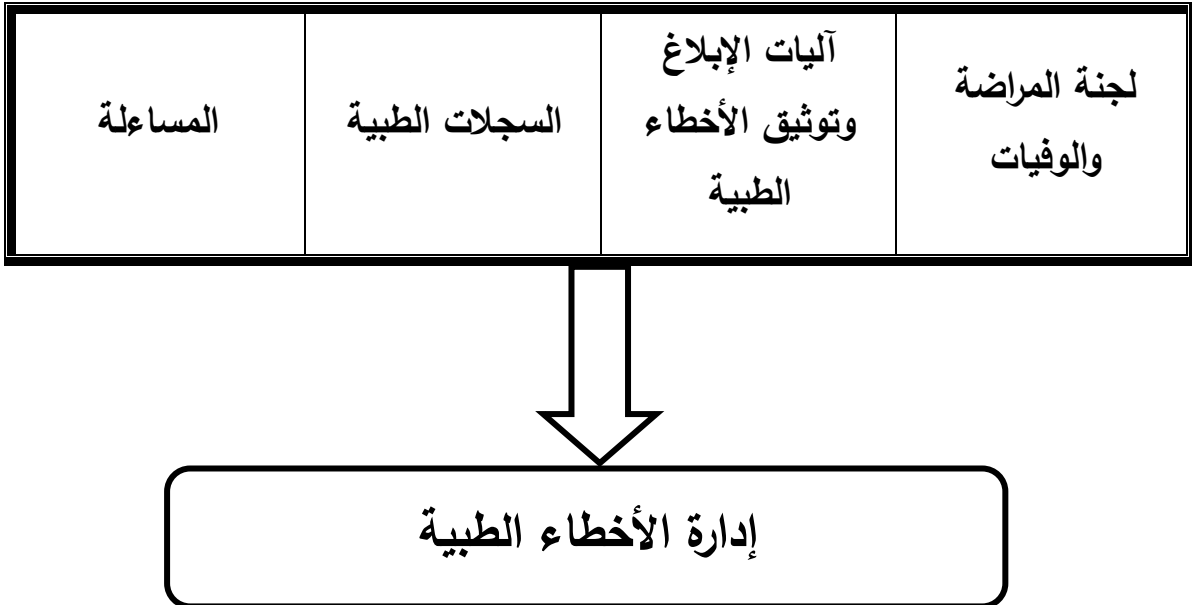 لجنة المراضة
والوفيات
آليات الإبلاغ
وتوثيق الأخطاء
الطبية
السجلات الطبية
المساءلة
إدارة الأخطاء الطبية